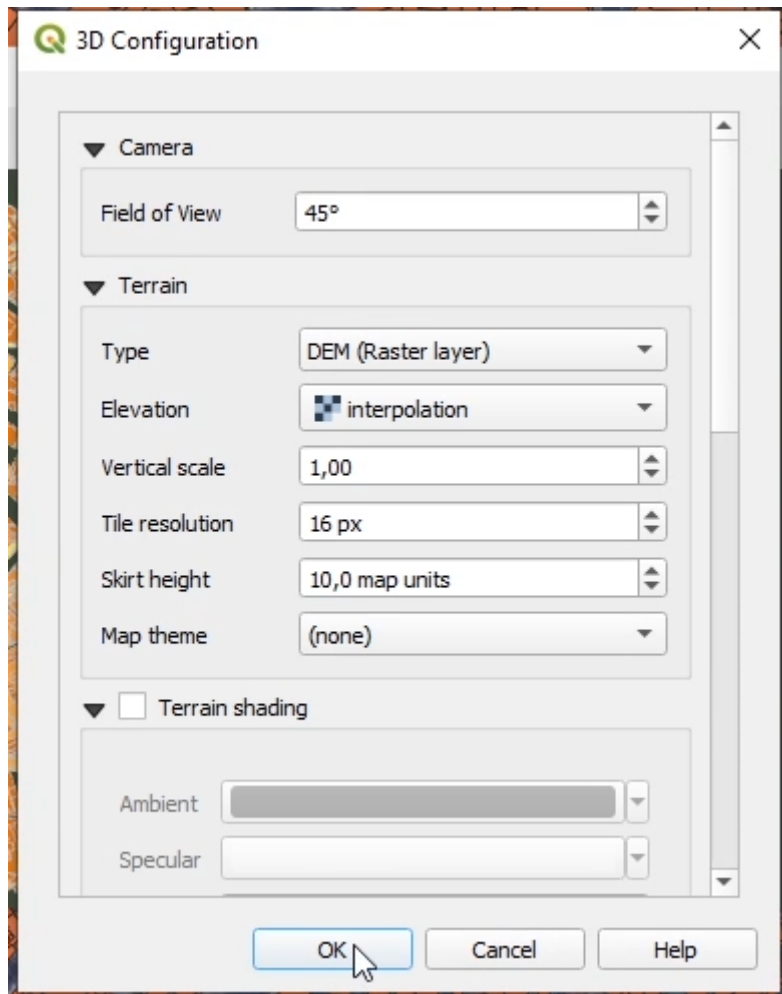 3D Configuration
Camera
Field of View 45°
Terrain
Type DEM (Raster layer)
Elevation interpolation
Vertical scale 1,00
Tile resolution 16 px
Skirt height 10,0 map units
Map theme (none)
Terrain shading
Ambient
Specular
OK Cancel Help